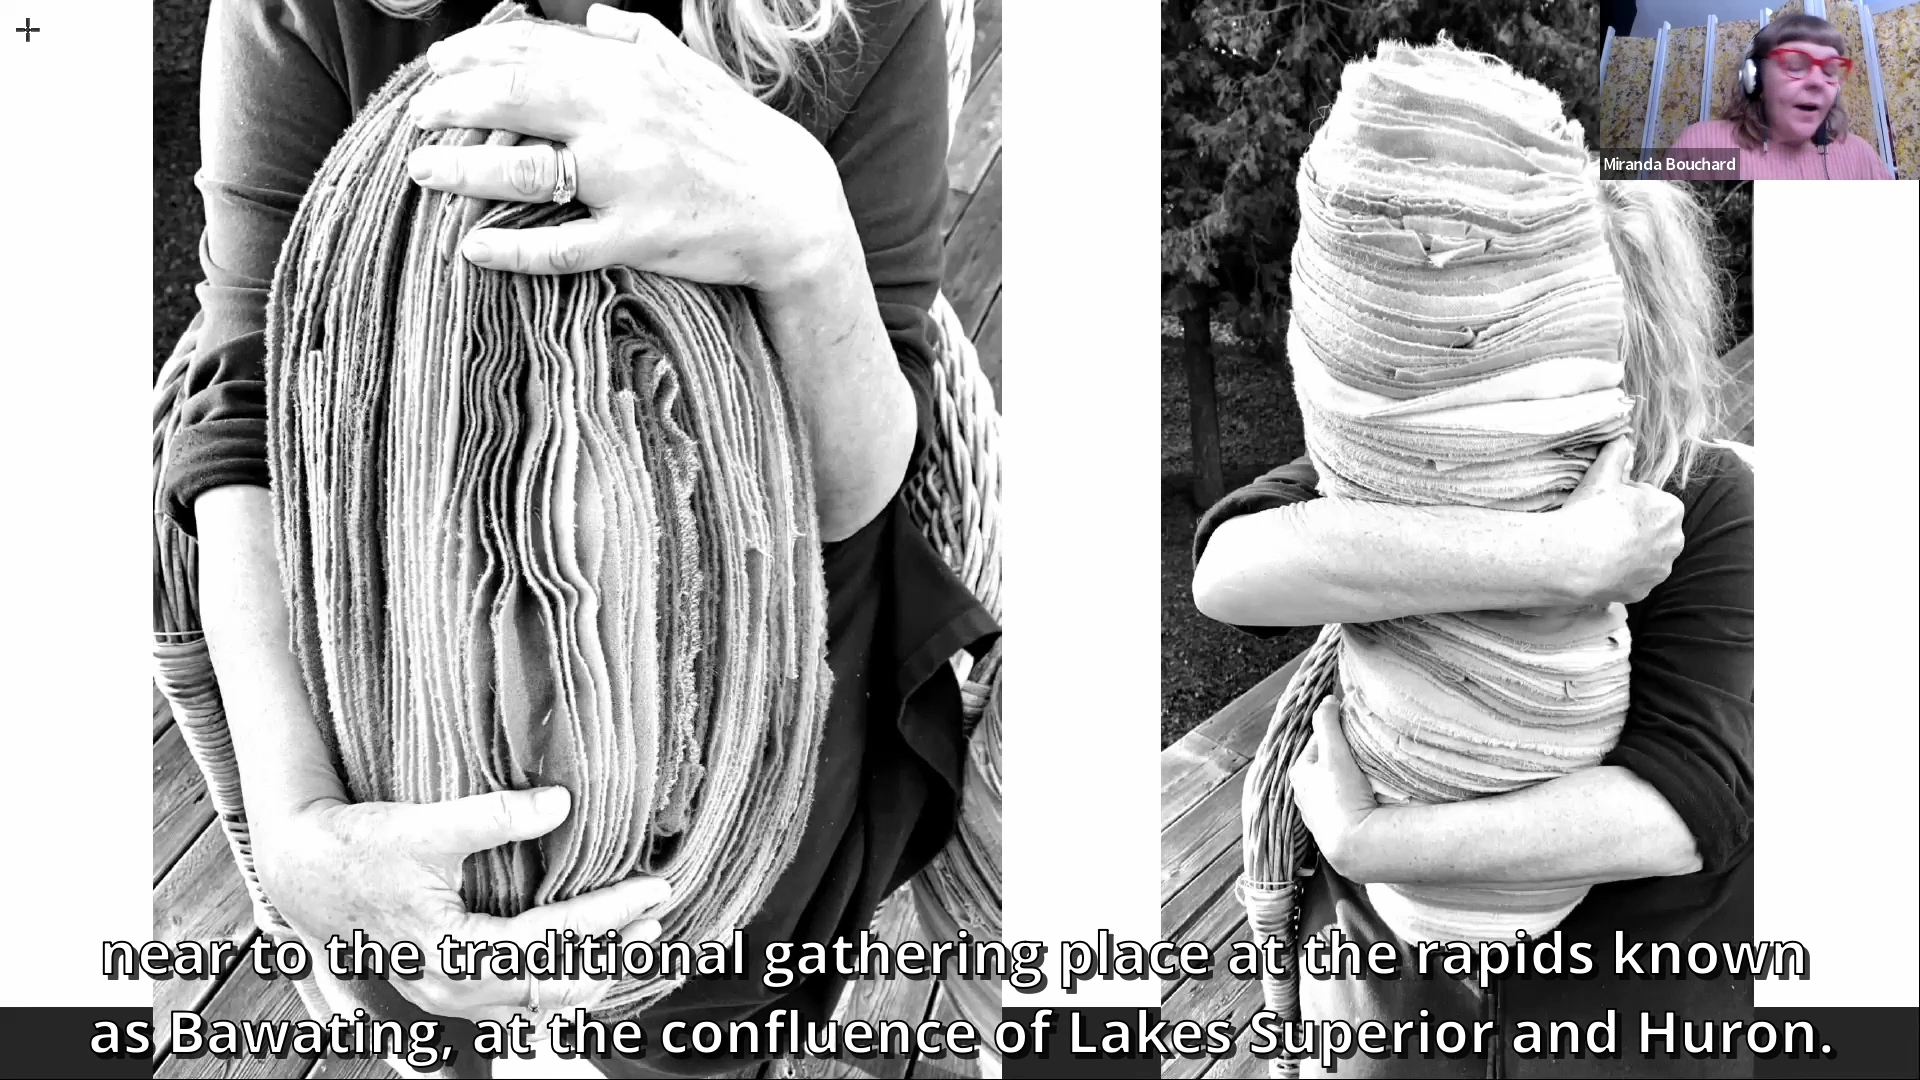 Miranda Bouchard
near to the traditional gathering place at the rapids known
as Bawating, at the confluence of Lakes Superior and Huron.